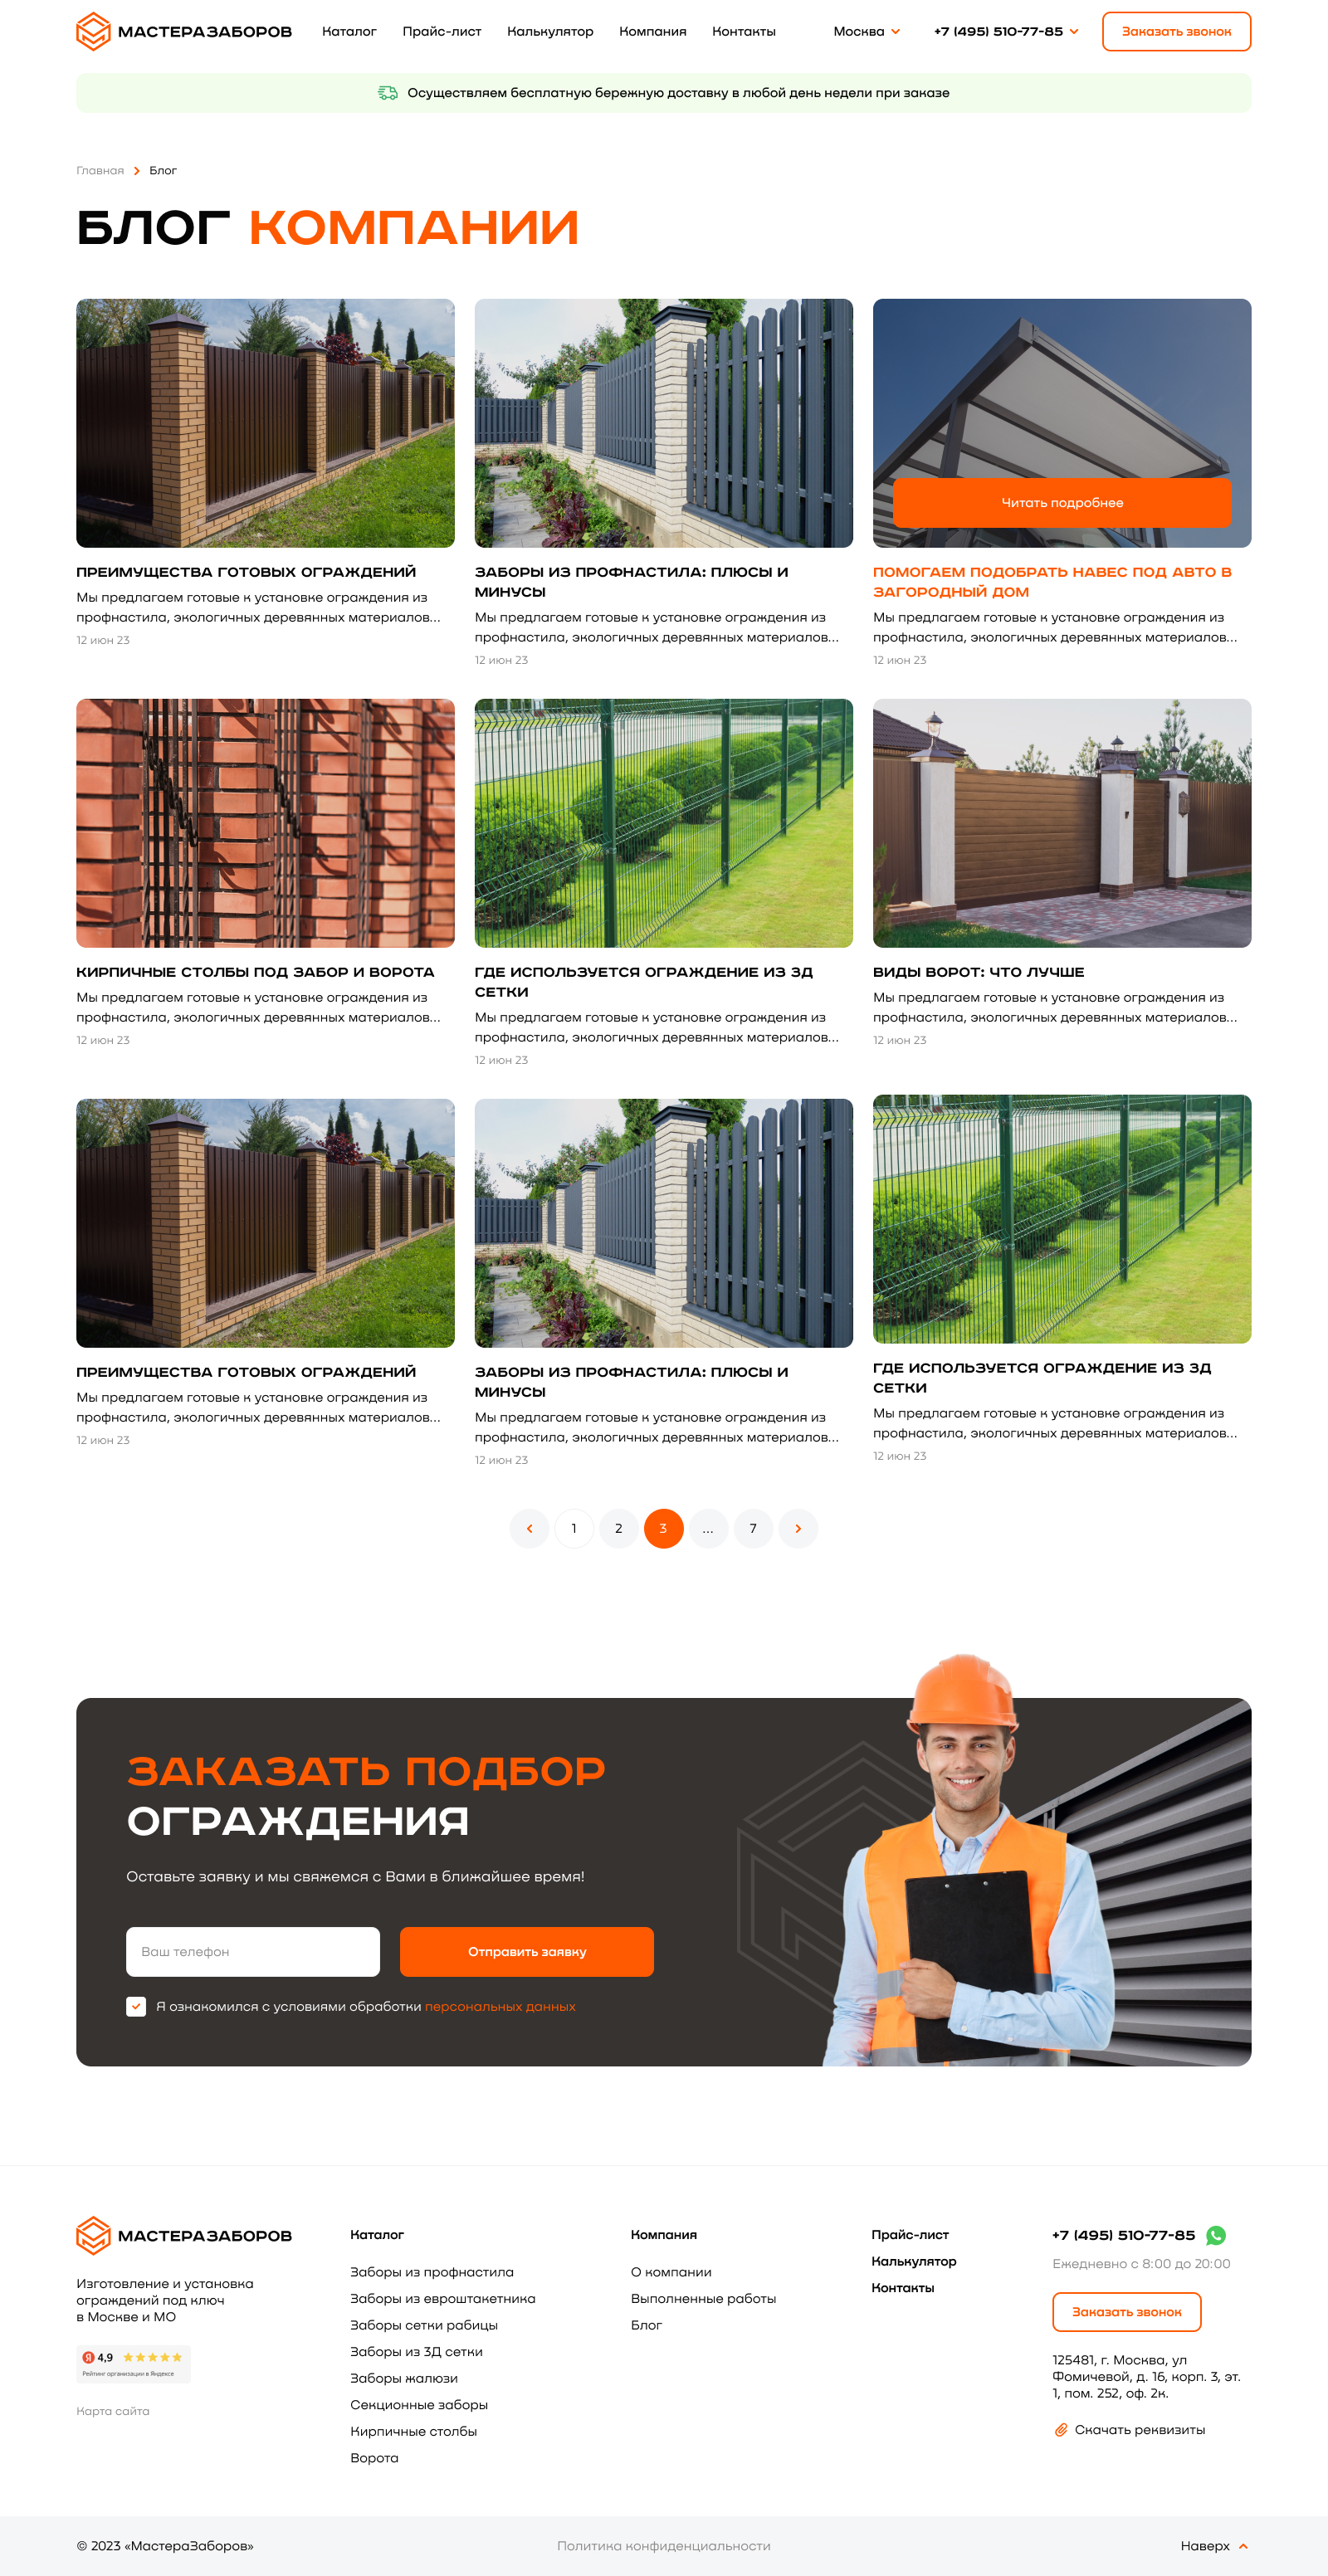 МАСТЕРАЗАБОРОВ
Каталог
Прайс-лист
Калькулятор
Компания
Контакты
Москва
+7 (495) 510-77-85
Заказать звонок
Осуществляем бесплатную бережную доставку в любой день недели при заказе
Главная
Блог
БЛОГ КОМПАНИИ
ПРЕИМУЩЕСТВА ГОТОВЫХ ОГРАЖДЕНИЙ
Мы предлагаем готовые к установке ограждения из
профнастила, экологичных деревянных материалов...
12 июн 23
ЗАБОРЫ ИЗ ПРОФНАСТИЛА: ПЛЮСЫ И
МИНУСЫ
Мы предлагаем готовые к установке ограждения из
профнастила, экологичных деревянных материалов...
12 июн 23
Читать подробнее
ПОМОГАЕМ ПОДОБРАТЬ НАВЕС ПОД АВТО В
ЗАГОРОДНЫЙ ДОМ
Мы предлагаем готовые к установке ограждения из
профнастила, экологичных деревянных материалов...
12 июн 23
КИРПИЧНЫЕ СТОЛБЫ ПОД ЗАБОР И ВОРОТА
Мы предлагаем готовые к установке ограждения из
профнастила, экологичных деревянных материалов...
12 июн 23
ГДЕ ИСПОЛЬЗУЕТСЯ ОГРАЖДЕНИЕ ИЗ 3Д
СЕТКИ
Мы предлагаем готовые к установке ограждения из
профнастила, экологичных деревянных материалов...
12 июн 23
ВИДЫ ВОРОТ: ЧТО ЛУЧШЕ
Мы предлагаем готовые к установке ограждения из
профнастила, экологичных деревянных материалов...
12 июн 23
ПРЕИМУЩЕСТВА ГОТОВЫХ ОГРАЖДЕНИЙ
Мы предлагаем готовые к установке ограждения из
профнастила, экологичных деревянных материалов...
12 июн 23
ЗАБОРЫ ИЗ ПРОФНАСТИЛА: ПЛЮСЫ И
МИНУСЫ
Мы предлагаем готовые к установке ограждения из
профнастила, экологичных деревянных материалов...
12 июн 23
ГДЕ ИСПОЛЬЗУЕТСЯ ОГРАЖДЕНИЕ ИЗ 3Д
СЕТКИ
Мы предлагаем готовые к установке ограждения из
профнастила, экологичных деревянных материалов...
12 июн 23
1
2
3
...
7
ЗАКАЗАТЬ ПОДБОР
ОГРАЖДЕНИЯ
Оставьте заявку и мы свяжемся с Вами в ближайшее время!
Ваш телефон
Отправить заявку
Я ознакомился с условиями обработки персональных данных
МАСТЕРАЗАБОРОВ
Изготовление и установка
ограждений под ключ
в Москве и МО
Я 4,9
Рейтинг организации в Яндексе
Карта сайта
Каталог
Заборы из профнастила
Заборы из евроштакетника
Заборы сетки рабицы
Заборы из 3Д сетки
Заборы жалюзи
Секционные заборы
Кирпичные столбы
Ворота
Компания
О компании
Выполненные работы
Блог
Прайс-лист
Калькулятор
Контакты
+7 (495) 510-77-85
Ежедневно с 8:00 до 20:00
Заказать звонок
125481, г. Москва, ул
Фомичевой, д. 16, корп. 3, эт.
1, пом. 252, оф. 2к.
Скачать реквизиты
© 2023 «МастераЗаборов»
Политика конфиденциальности
Наверх